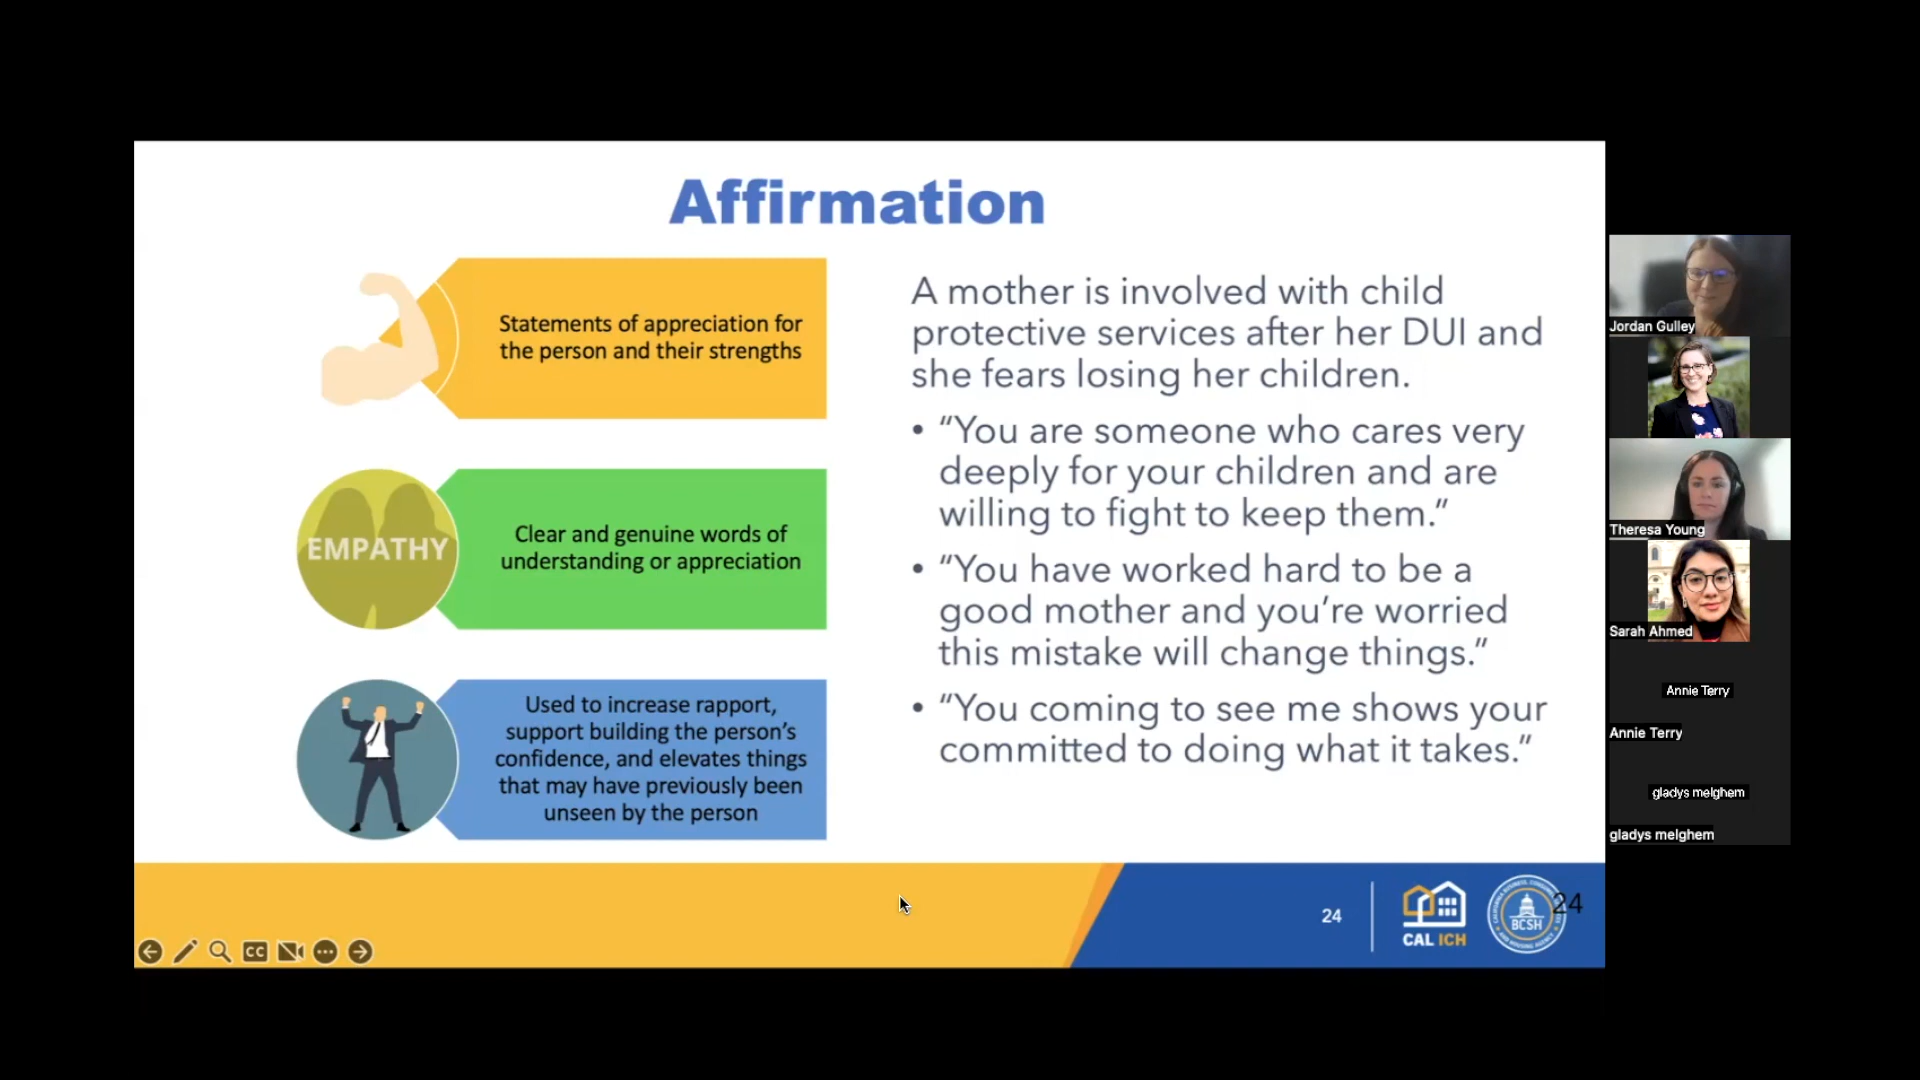 Affirmation
Statements of appreciation for
the person and their strengths
EMPATHY
Clear and genuine words of
understanding or appreciation
Used to increase rapport,
support building the person's
confidence, and elevates things
that may have previously been
unseen by the person
A mother is involved with child
protective services after her DUI and
she fears losing her children.
• “You are someone who cares very
deeply for your children and are
willing to fight to keep them.”
• “You have worked hard to be a
good mother and you’re worried
this mistake will change things.”
• “You coming to see me shows your
committed to doing what it takes.”
24
CAL ICH
BCSH
24
CC
Jordan Gulley
Theresa Young
Sarah Ahmed
Annie Terry
Annie Terry
gladys melghem
gladys melghem